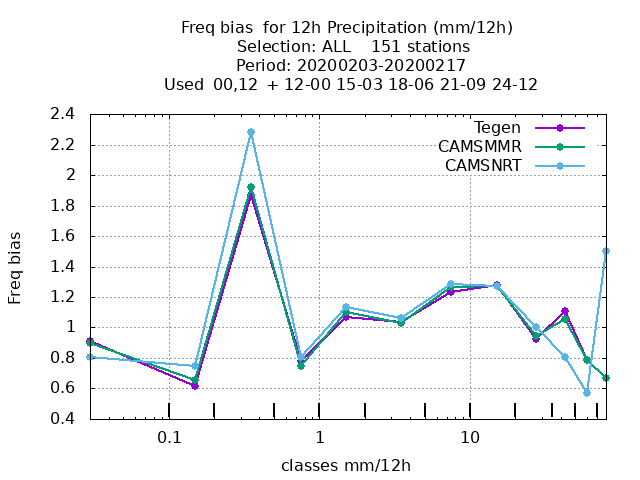 Freq bias  for 12h Precipitation (mm/12h)
Selection: ALL    151 stations
Period: 20200203-20200217
Used  00,12  + 12-00 15-03 18-06 21-09 24-12
Tegen
CAMSMMR
CAMSNRT
Freq bias
2.4
2.2
2
1.8
1.6
1.4
1.2
1
0.8
0.6
0.4
0.1
1
10
classes mm/12h